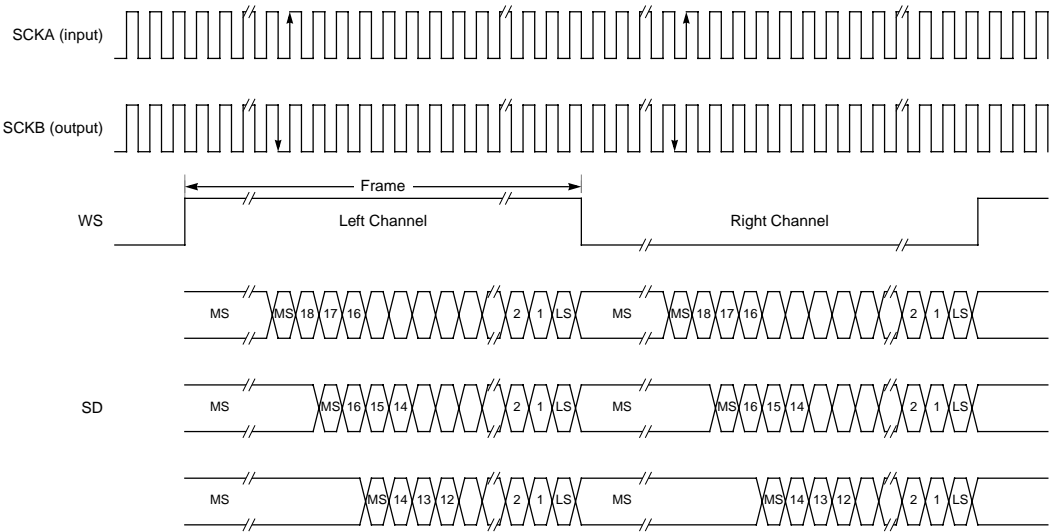 SCKA (input)
SCKB (output)
Frame
WS
Left Channel
Right Channel
MS MS 18 17 16 2 1 LS MS MS 18 17 16 2 1 LS
SD
MS MS 16 15 14 2 1 LS MS MS 16 15 14 2 1 LS
MS MS 14 13 12 2 1 LS MS MS 14 13 12 2 1 LS